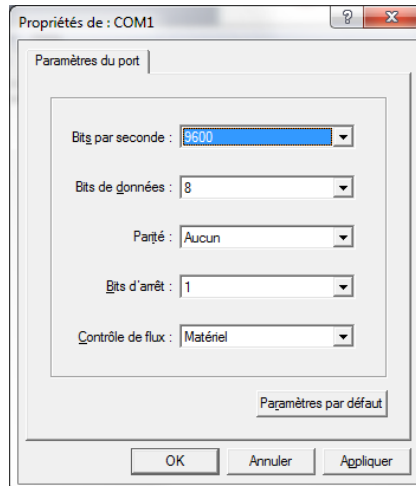 Propriétés de : COM1
Paramètres du port
Bits par seconde : 9600
Bits de données : 8
Parité : Aucun
Bits d'arrêt : 1
Contrôle de flux : Matériel
Paramètres par défaut
OK Annuler Appliquer